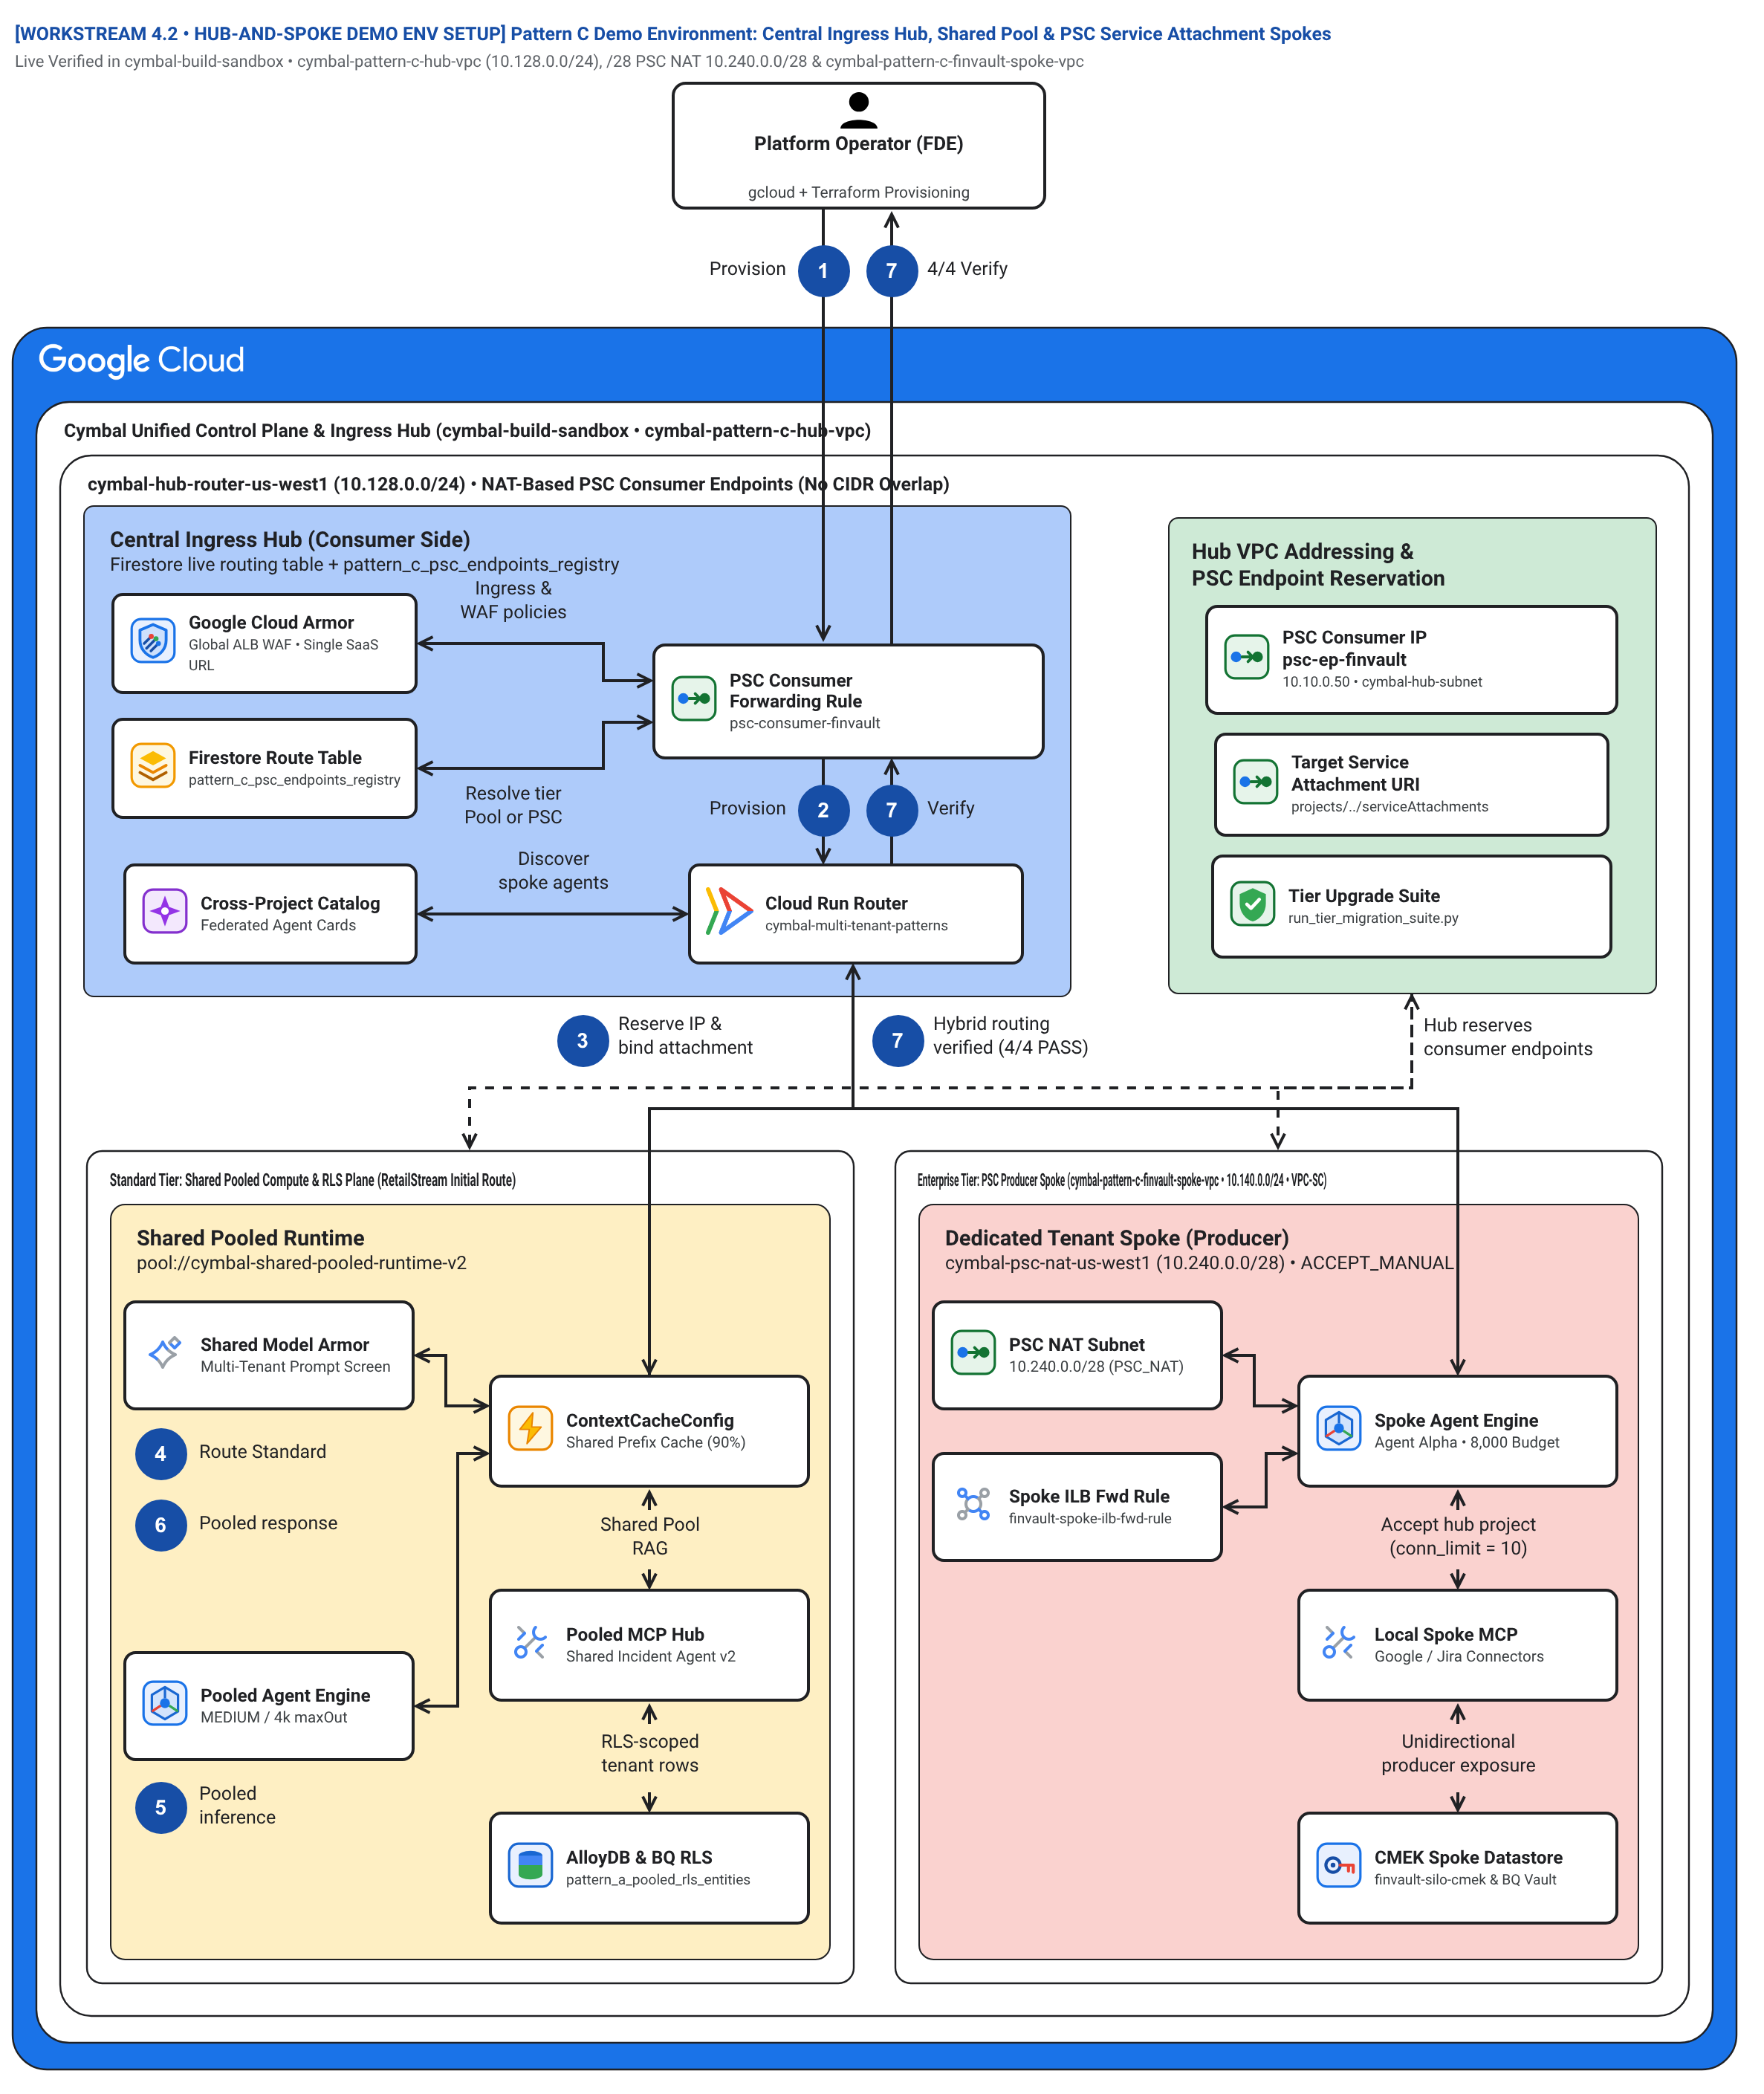 [WORKSTREAM 4.2 • HUB-AND-SPOKE DEMO ENV SETUP] Pattern C Demo Environment: Central Ingress Hub, Shared Pool & PSC Service Attachment Spokes
Live Verified in cymbal-build-sandbox • cymbal-pattern-c-hub-vpc (10.128.0.0/24), /28 PSC NAT 10.240.0.0/28 & cymbal-pattern-c-finvault-spoke-vpc
Platform Operator (FDE)
gcloud + Terraform Provisioning
Provision
1
7
4/4 Verify
Google Cloud
Cymbal Unified Control Plane & Ingress Hub (cymbal-build-sandbox • cymbal-pattern-c-hub-vpc)
cymbal-hub-router-us-west1 (10.128.0.0/24) • NAT-Based PSC Consumer Endpoints (No CIDR Overlap)
Central Ingress Hub (Consumer Side)
Firestore live routing table + pattern_c_psc_endpoints_registry
Ingress &
WAF policies
Google Cloud Armor
Global ALB WAF • Single SaaS
URL
PSC Consumer
Forwarding Rule
psc-consumer-finvault
Firestore Route Table
pattern_c_psc_endpoints_registry
Resolve tier
Pool or PSC
Provision
2
7
Verify
Discover
spoke agents
Cross-Project Catalog
Federated Agent Cards
Cloud Run Router
cymbal-multi-tenant-patterns
Hub VPC Addressing &
PSC Endpoint Reservation
PSC Consumer IP
psc-ep-finvault
10.10.0.50 • cymbal-hub-subnet
Target Service
Attachment URI
projects/../serviceAttachments
Tier Upgrade Suite
run_tier_migration_suite.py
3
Reserve IP &
bind attachment
7
Hybrid routing
verified (4/4 PASS)
Hub reserves
consumer endpoints
Standard Tier: Shared Pooled Compute & RLS Plane (RetailStream Initial Route)
Shared Pooled Runtime
pool://cymbal-shared-pooled-runtime-v2
Shared Model Armor
Multi-Tenant Prompt Screen
ContextCacheConfig
Shared Prefix Cache (90%)
4
Route Standard
6
Pooled response
Shared Pool
RAG
Pooled MCP Hub
Shared Incident Agent v2
Pooled Agent Engine
MEDIUM / 4k maxOut
RLS-scoped
tenant rows
5
Pooled
inference
AlloyDB & BQ RLS
pattern_a_pooled_rls_entities
Enterprise Tier: PSC Producer Spoke (cymbal-pattern-c-finvault-spoke-vpc • 10.140.0.0/24 • VPC-SC)
Dedicated Tenant Spoke (Producer)
cymbal-psc-nat-us-west1 (10.240.0.0/28) • ACCEPT_MANUAL
PSC NAT Subnet
10.240.0.0/28 (PSC_NAT)
Spoke Agent Engine
Agent Alpha • 8,000 Budget
Spoke ILB Fwd Rule
finvault-spoke-ilb-fwd-rule
Accept hub project
(conn_limit = 10)
Local Spoke MCP
Google / Jira Connectors
Unidirectional
producer exposure
CMEK Spoke Datastore
finvault-silo-cmek & BQ Vault